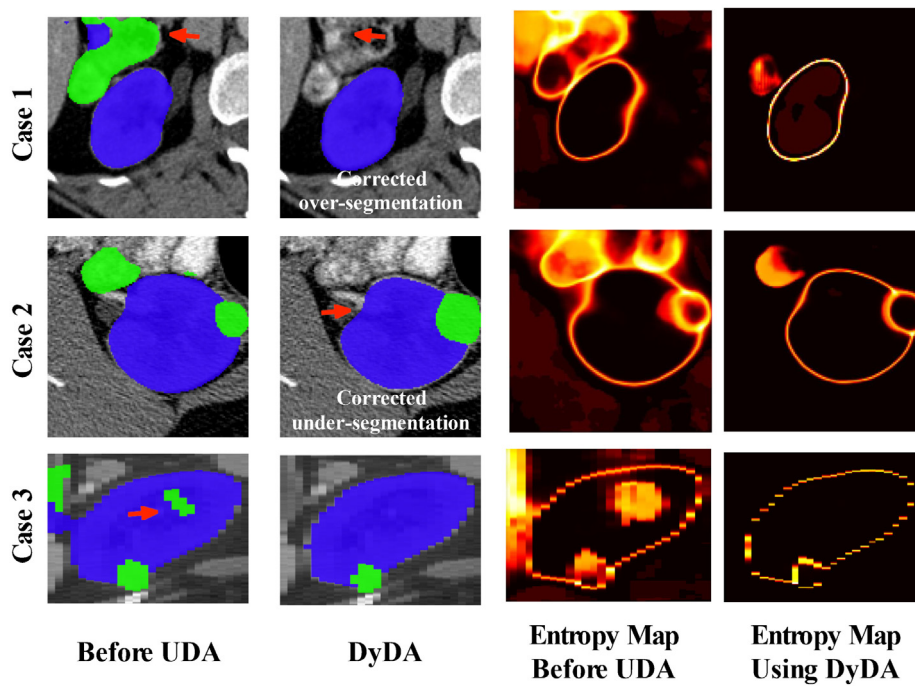 Case 1
Corrected
over-segmentation
Case 2
Corrected
under-segmentation
Case 3
Before UDA
DyDA
Entropy Map
Before UDA
Entropy Map
Using DyDA